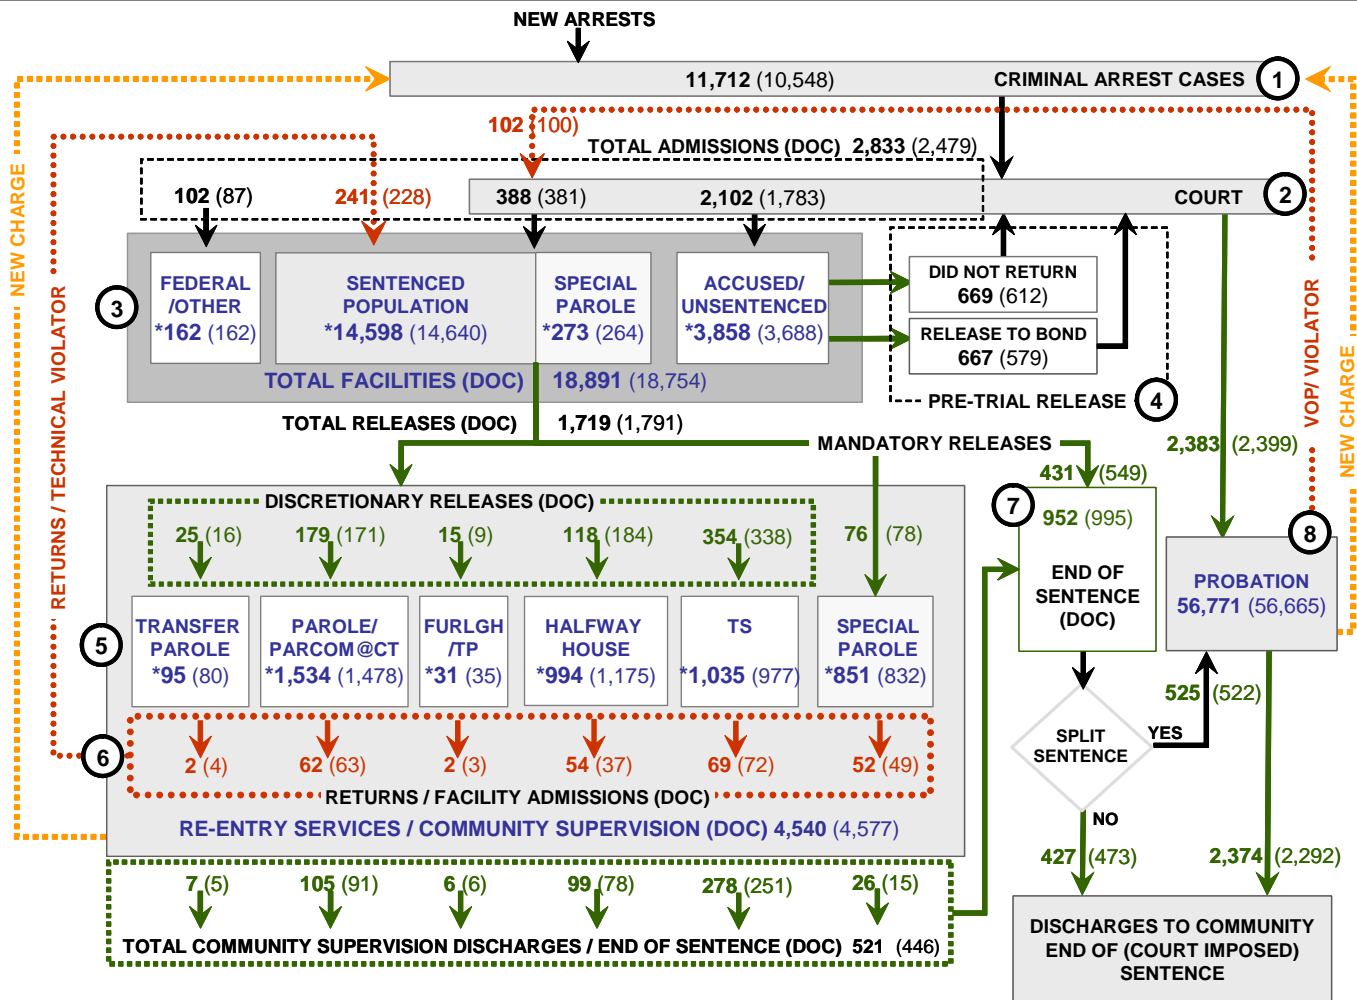 NEW ARRESTS
11,712 (10,548) CRIMINAL ARREST CASES 1
102 (100)
TOTAL ADMISSIONS (DOC) 2,833 (2,479)
102 (87) 241 (228) 388 (381) 2,102 (1,783) COURT 2
NEW CHARGE
RETURNS / TECHNICAL VIOLATOR
3
FEDERAL
/OTHER
*162 (162)
SENTENCED
POPULATION
*14,598 (14,640)
SPECIAL
PAROLE
*273 (264)
ACCUSED/
UNSENTENCED
*3,858 (3,688)
TOTAL FACILITIES (DOC) 18,891 (18,754)
DID NOT RETURN
669 (612)
RELEASE TO BOND
667 (579)
PRE-TRIAL RELEASE 4
VOP/ VIOLATOR
NEW CHARGE
TOTAL RELEASES (DOC) 1,719 (1,791)
MANDATORY RELEASES
2,383 (2,399)
431 (549)
DISCRETIONARY RELEASES (DOC)
25 (16) 179 (171) 15 (9) 118 (184) 354 (338) 76 (78)
7
952 (995)
END OF
SENTENCE
(DOC)
8
PROBATION
56,771 (56,665)
5
TRANSFER
PAROLE
*95 (80)
PAROLE/
PARCOM@CT
*1,534 (1,478)
FURLGH
/TP
*31 (35)
HALFWAY
HOUSE
*994 (1,175)
TS
*1,035 (977)
SPECIAL
PAROLE
*851 (832)
525 (522)
SPLIT
SENTENCE
YES
6
2 (4) 62 (63) 2 (3) 54 (37) 69 (72) 52 (49)
RETURNS / FACILITY ADMISSIONS (DOC)
RE-ENTRY SERVICES / COMMUNITY SUPERVISION (DOC) 4,540 (4,577)
NO
427 (473) 2,374 (2,292)
7 (5) 105 (91) 6 (6) 99 (78) 278 (251) 26 (15)
TOTAL COMMUNITY SUPERVISION DISCHARGES / END OF SENTENCE (DOC) 521 (446)
DISCHARGES TO COMMUNITY
END OF (COURT IMPOSED)
SENTENCE